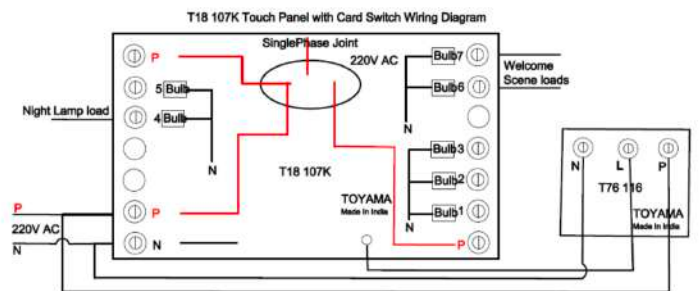 T18 107K Touch Panel with Card Switch Wiring Diagram
SinglePhase Joint
P
220V AC
Bulb7
Welcome
Scene loads
5 Bulb
Bulb6
Night Lamp load
4 Bulb
N
N
Bulb3
T18 107K
Bulb2
N
L
P
T76 116
P
220V AC
N
P
TOYAMA
Made In India
Bulb1
N
TOYAMA
Made In India
N
P